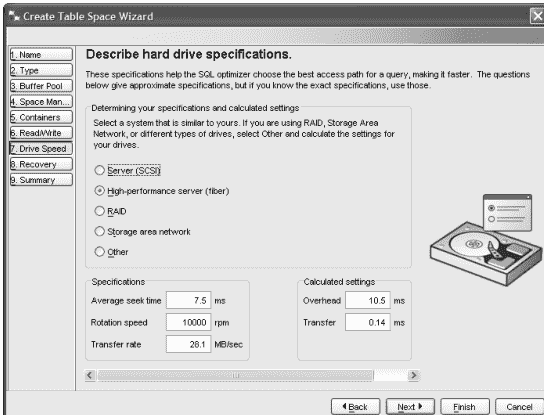 Create Table Space Wizard
1. Name
2. Type
3. Buffer Pool
4. Space Man...
5. Containers
6. Read/Write
7. Drive Speed
8. Recovery
9. Summary
Describe hard drive specifications.
These specifications help the SQL optimizer choose the best access path for a query, making it faster. The questions
below give approximate specifications, but if you know the exact specifications, use those.
Determining your specifications and calculated settings
Select a system that is similar to yours. If you are using RAID, Storage Area
Network, or different types of drives, select Other and calculate the settings for
your drives.
Server (SCSI)
High-performance server (fiber)
RAID
Storage area network
Other
Specifications
Average seek time 7.5 ms
Rotation speed 10000 rpm
Transfer rate 28.1 MB/sec
Calculated settings
Overhead 10.5 ms
Transfer 0.14 ms
Back Next Finish Cancel